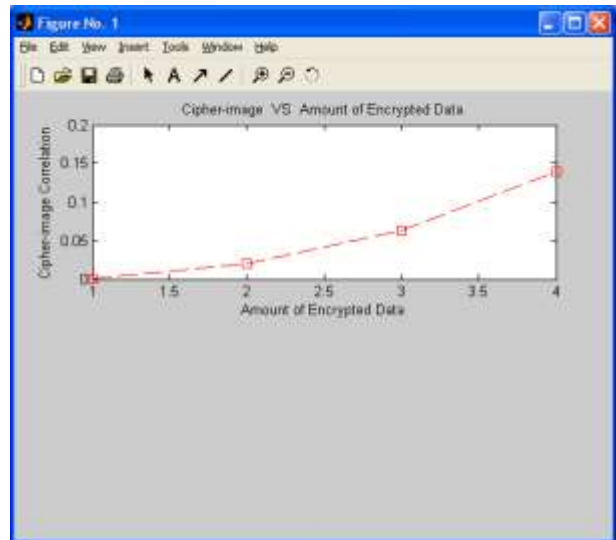 Figure No. 1
File Edit View Insert Tools Window Help
A
Cipher-image VS Amount of Encrypted Data
Cipher-image Correlation
0.2
0.15
0.1
0.05
0
1 1.5 2 2.5 3 3.5 4
Amount of Encrypted Data